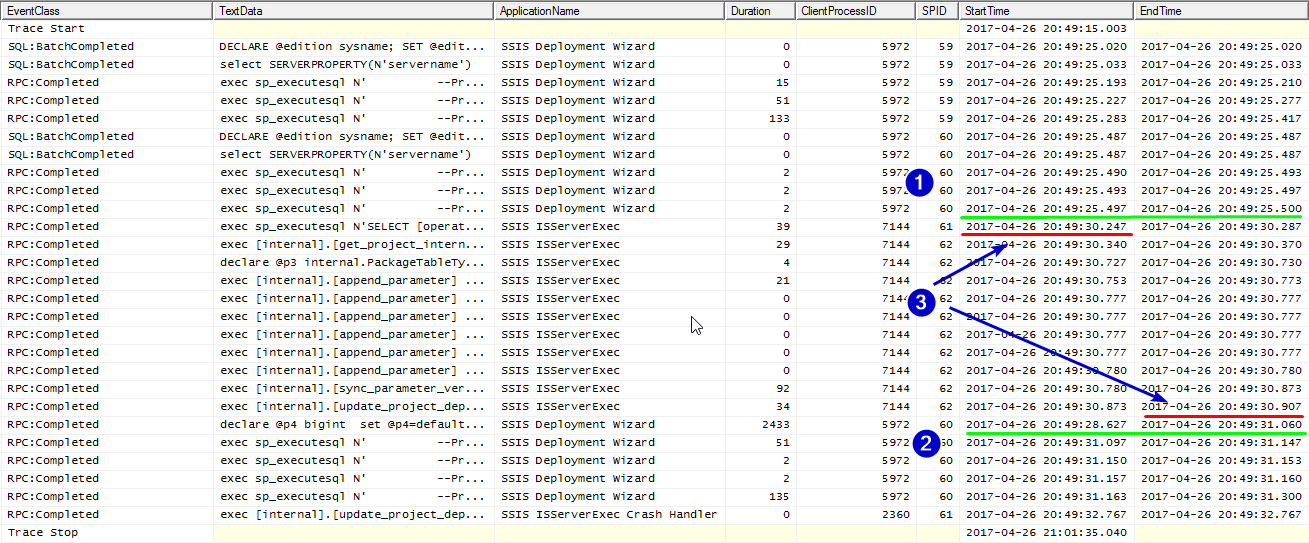 EventClass TextData ApplicationName Duration ClientProcessID SPID StartTime EndTime
Trace Start 2017-04-26 20:49:15.003
SQL:BatchCompleted DECLARE @edition sysname; SET @edit... SSIS Deployment Wizard 0 5972 59 2017-04-26 20:49:25.020 2017-04-26 20:49:25.020
SQL:BatchCompleted select SERVERPROPERTY(N'servername') SSIS Deployment Wizard 0 5972 59 2017-04-26 20:49:25.033 2017-04-26 20:49:25.033
RPC:Completed exec sp_executesql N' --Pr... SSIS Deployment Wizard 15 5972 59 2017-04-26 20:49:25.193 2017-04-26 20:49:25.210
RPC:Completed exec sp_executesql N' --Pr... SSIS Deployment Wizard 51 5972 59 2017-04-26 20:49:25.227 2017-04-26 20:49:25.277
RPC:Completed exec sp_executesql N' --Pr... SSIS Deployment Wizard 133 5972 59 2017-04-26 20:49:25.283 2017-04-26 20:49:25.417
SQL:BatchCompleted DECLARE @edition sysname; SET @edit... SSIS Deployment Wizard 0 5972 60 2017-04-26 20:49:25.487 2017-04-26 20:49:25.487
SQL:BatchCompleted select SERVERPROPERTY(N'servername') SSIS Deployment Wizard 0 5972 60 2017-04-26 20:49:25.487 2017-04-26 20:49:25.487
RPC:Completed exec sp_executesql N' --Pr... SSIS Deployment Wizard 2 5972 60 2017-04-26 20:49:25.490 2017-04-26 20:49:25.493
1
RPC:Completed exec sp_executesql N' --Pr... SSIS Deployment Wizard 2 5972 60 2017-04-26 20:49:25.493 2017-04-26 20:49:25.497
RPC:Completed exec sp_executesql N' --Pr... SSIS Deployment Wizard 2 5972 60 2017-04-26 20:49:25.497 2017-04-26 20:49:25.500
RPC:Completed exec sp_executesql N'SELECT [operat... SSIS ISServerExec 39 7144 61 2017-04-26 20:49:30.247 2017-04-26 20:49:30.287
RPC:Completed exec [internal].[get_project_intern... SSIS ISServerExec 29 7144 62 2017-04-26 20:49:30.340 2017-04-26 20:49:30.370
RPC:Completed declare @p3 internal.PackageTableTy... SSIS ISServerExec 4 7144 62 2017-04-26 20:49:30.727 2017-04-26 20:49:30.730
RPC:Completed exec [internal].[append_parameter] ... SSIS ISServerExec 21 7144 62 2017-04-26 20:49:30.753 2017-04-26 20:49:30.773
3
RPC:Completed exec [internal].[append_parameter] ... SSIS ISServerExec 0 7144 62 2017-04-26 20:49:30.777 2017-04-26 20:49:30.777
RPC:Completed exec [internal].[append_parameter] ... SSIS ISServerExec 0 7144 62 2017-04-26 20:49:30.777 2017-04-26 20:49:30.777
RPC:Completed exec [internal].[append_parameter] ... SSIS ISServerExec 0 7144 62 2017-04-26 20:49:30.777 2017-04-26 20:49:30.777
RPC:Completed exec [internal].[append_parameter] ... SSIS ISServerExec 0 7144 62 2017-04-26 20:49:30.777 2017-04-26 20:49:30.777
RPC:Completed exec [internal].[append_parameter] ... SSIS ISServerExec 0 7144 62 2017-04-26 20:49:30.780 2017-04-26 20:49:30.780
RPC:Completed exec [internal].[sync_parameter_ver... SSIS ISServerExec 92 7144 62 2017-04-26 20:49:30.780 2017-04-26 20:49:30.873
RPC:Completed exec [internal].[update_project_dep... SSIS ISServerExec 34 7144 62 2017-04-26 20:49:30.873 2017-04-26 20:49:30.907
RPC:Completed declare @p4 bigint set @p4=default... SSIS Deployment Wizard 2433 5972 60 2017-04-26 20:49:28.627 2017-04-26 20:49:31.060
2
RPC:Completed exec sp_executesql N' --Pr... SSIS Deployment Wizard 51 5972 60 2017-04-26 20:49:31.097 2017-04-26 20:49:31.147
RPC:Completed exec sp_executesql N' --Pr... SSIS Deployment Wizard 2 5972 60 2017-04-26 20:49:31.150 2017-04-26 20:49:31.153
RPC:Completed exec sp_executesql N' --Pr... SSIS Deployment Wizard 2 5972 60 2017-04-26 20:49:31.157 2017-04-26 20:49:31.160
RPC:Completed exec sp_executesql N' --Pr... SSIS Deployment Wizard 135 5972 60 2017-04-26 20:49:31.163 2017-04-26 20:49:31.300
RPC:Completed exec [internal].[update_project_dep... SSIS ISServerExec Crash Handler 0 2360 61 2017-04-26 20:49:32.767 2017-04-26 20:49:32.767
Trace Stop 2017-04-26 21:01:35.040